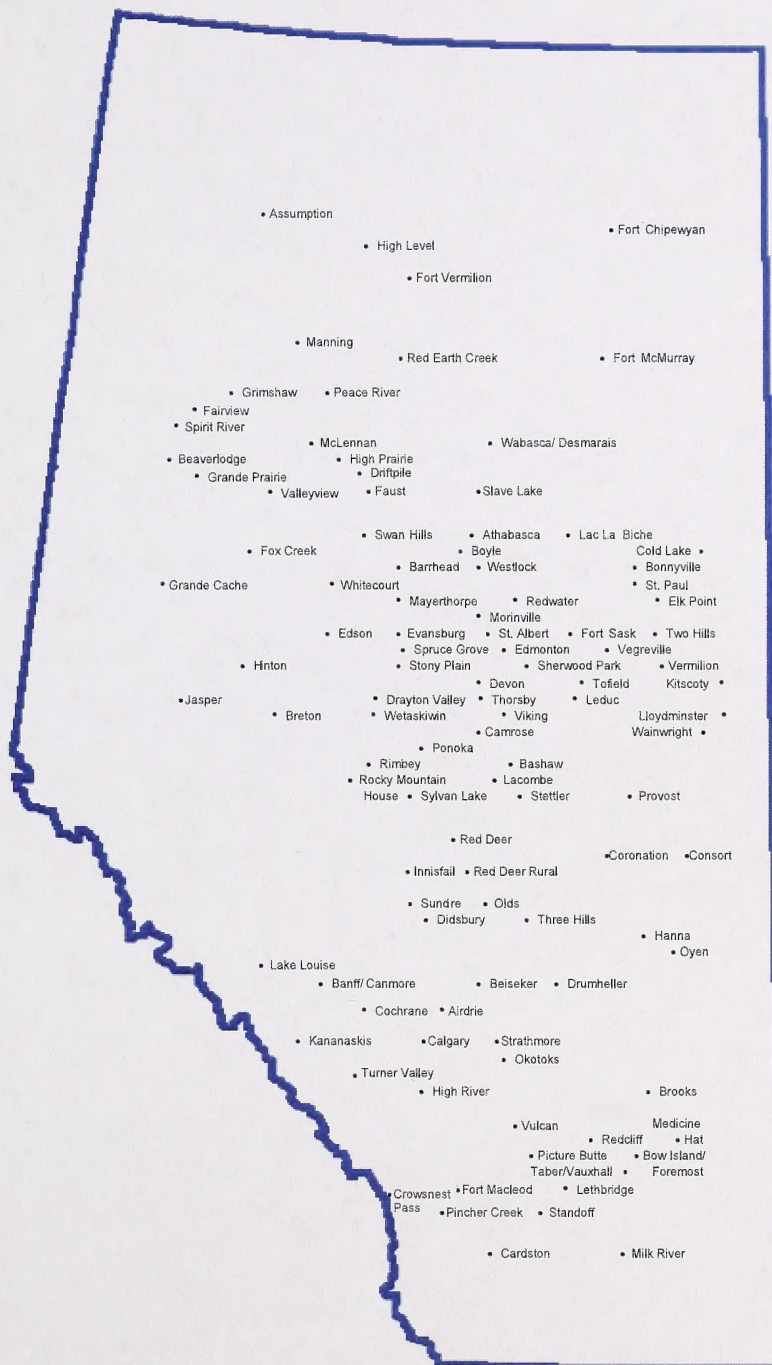 Assumption
Fort Chipewyan
High Level
Fort Vermilion
Manning
Red Earth Creek
Fort McMurray
Grimshaw
Peace River
Fairview
Spirit River
McLennan
Wabasca/ Desmarais
Beaverlodge
High Prairie
Driftpile
Grande Prairie
Valleyview
Faust
Slave Lake
Swan Hills
Athabasca
Lac La Biche
Fox Creek
Boyle
Cold Lake
Barrhead
Westlock
Bonnyville
Grande Cache
Whitecourt
St. Paul
Mayerthorpe
Redwater
Elk Point
Morinville
Edson
Evansburg
St. Albert
Fort Sask
Two Hills
Spruce Grove
Edmonton
Vegreville
Hinton
Stony Plain
Sherwood Park
Vermilion
Devon
Tofield
Kitscoty
Jasper
Drayton Valley
Thorsby
Leduc
Breton
Wetaskiwin
Viking
Lloydminster
Camrose
Wainwright
Ponoka
Rimbey
Bashaw
Rocky Mountain
House
Lacombe
Sylvan Lake
Stettler
Provost
Red Deer
Coronation
Consort
Innisfail
Red Deer Rural
Sundre
Olds
Didsbury
Three Hills
Hanna
Oyen
Lake Louise
Banff/ Canmore
Beiseker
Drumheller
Cochrane
Airdrie
Kananaskis
Calgary
Strathmore
Okotoks
Turner Valley
High River
Brooks
Vulcan
Medicine
Hat
Redcliff
Picture Butte
Bow Island/
Foremost
Taber/Vauxhall
Crowsnest
Pass
Fort Macleod
Lethbridge
Pincher Creek
Standoff
Cardston
Milk River